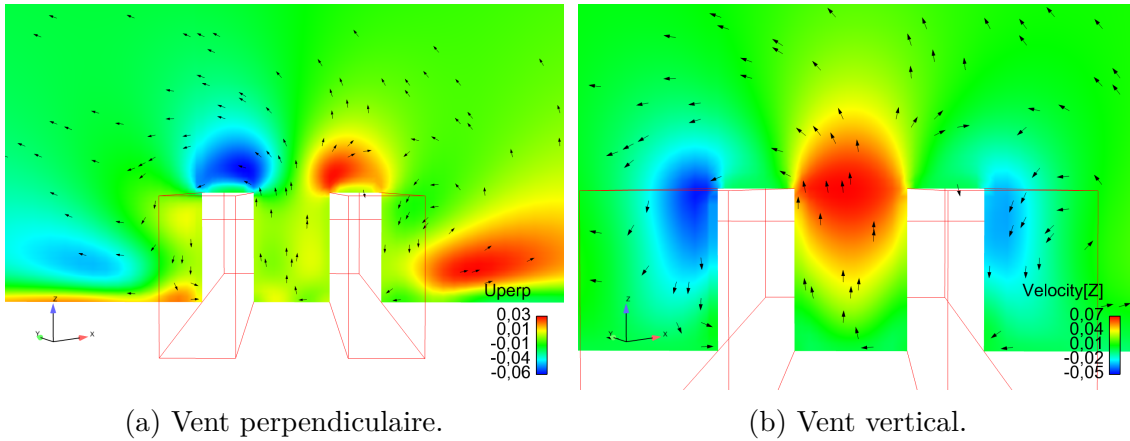 Z
Y
X
Uperp
0,03
0,01
-0,01
-0,04
-0,06
Z
Y
X
Velocity[Z]
0,07
0,04
0,01
-0,02
-0,05
(a) Vent perpendiculaire.
(b) Vent vertical.